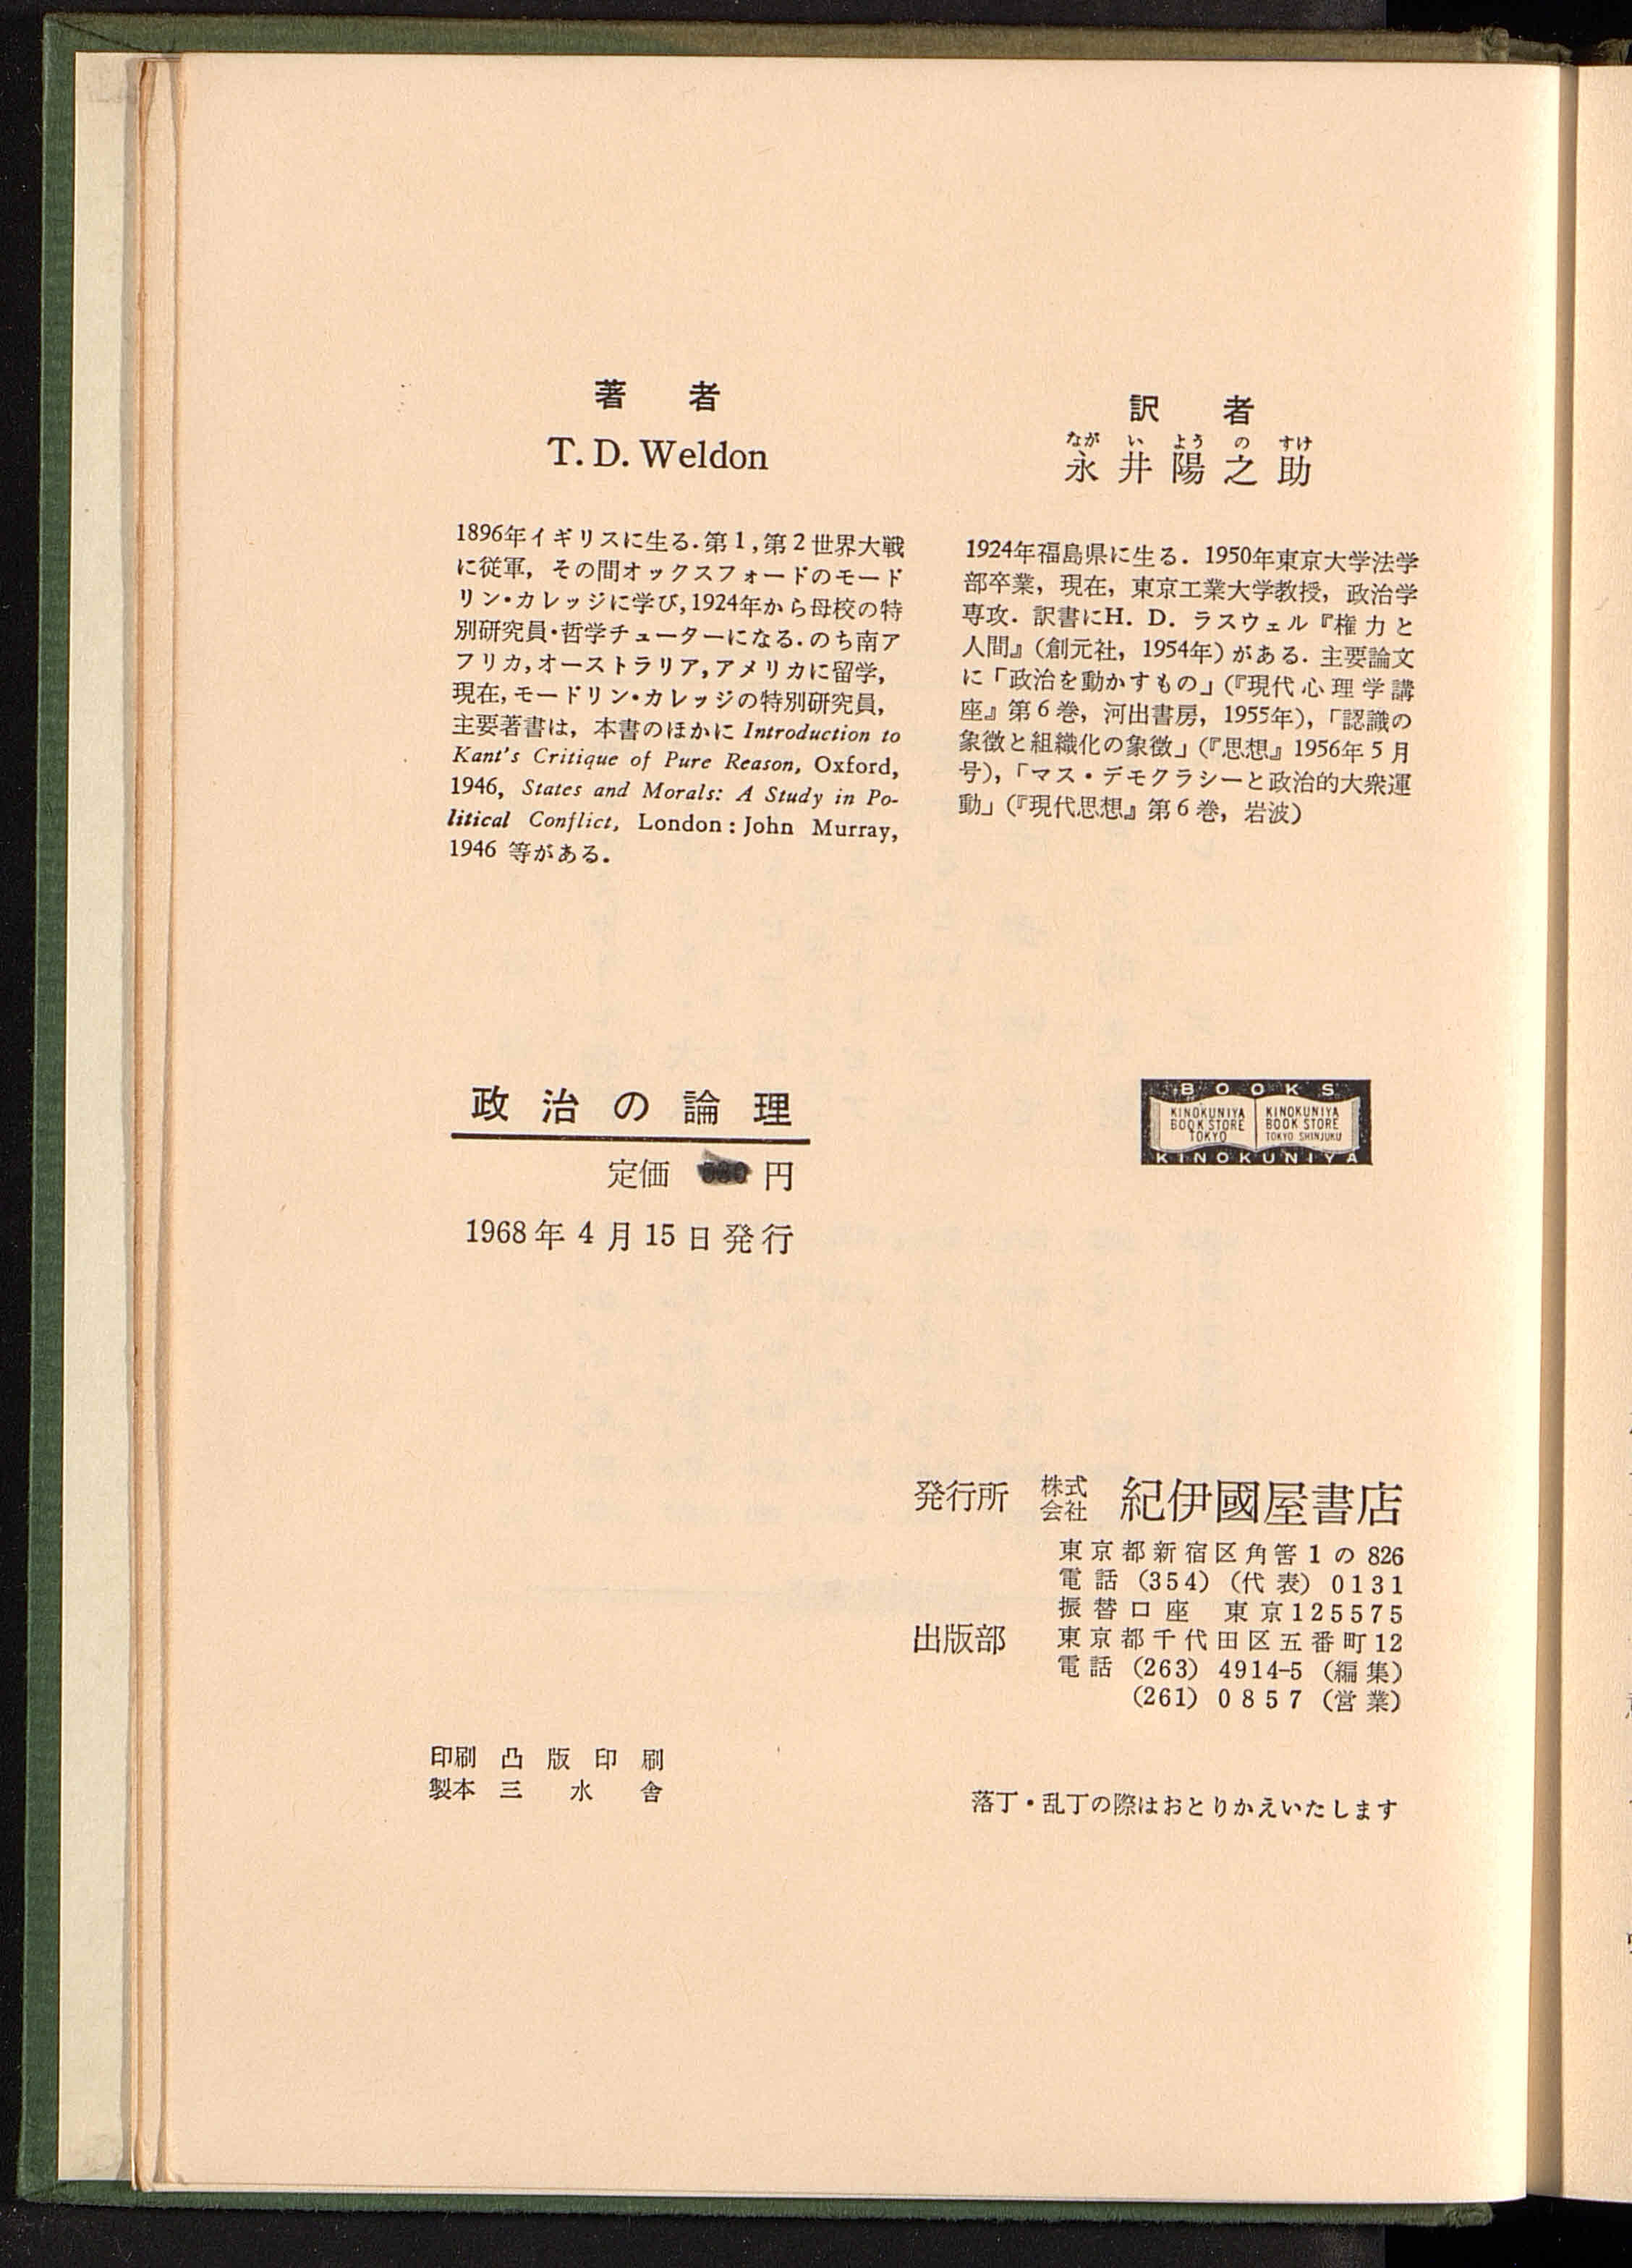 著者
T. D. Weldon
1896年イギリスに生る.第1,第2世界大戦
に従軍，その間オックスフォードのモード
リン・カレッジに学び,1924年から母校の特
別研究員・哲学チューターになる.のち南ア
フリカ,オーストラリア,アメリカに留学,
現在,モードリン・カレッジの特別研究員,
主要著書は，本書のほかに Introduction to
Kant's Critique of Pure Reason, Oxford,
1946, States and Morals: A Study in Po-
litical Conflict, London : John Murray,
1946 等がある.
訳者
なが い よう の すけ
永井陽之助
1924年福島県に生る．1950年東京大学法学
部卒業，現在，東京工業大学教授，政治学
専攻．訳書にH．D．ラスウェル『権力と
人間』（創元社，1954年）がある．主要論文
に「政治を動かすもの」（『現代心理学講
座』第6巻，河出書房，1955年），「認識の
象徴と組織化の象徴」（『思想』1956年5月
号），「マス・デモクラシーと政治的大衆運
動」（『現代思想』第6巻，岩波）
政治の論理
定価 円
1968年4月15日発行
BOOKS
KINOKUNIYA
BOOK STORE
TOKYO
KINOKUNIYA
BOOK STORE
TOKYO SHINJUKU
KINOKUNIYA
発行所 株式会社 紀伊國屋書店
東京都新宿区角筈1の826
電話 (354) (代表) 0131
振替口座 東京125575
出版部 東京都千代田区五番町12
電話 (263) 4914-5 (編集)
(261) 0857 (営業)
印刷 凸版印刷
製本 三水舎
落丁・乱丁の際はおとりかえいたします